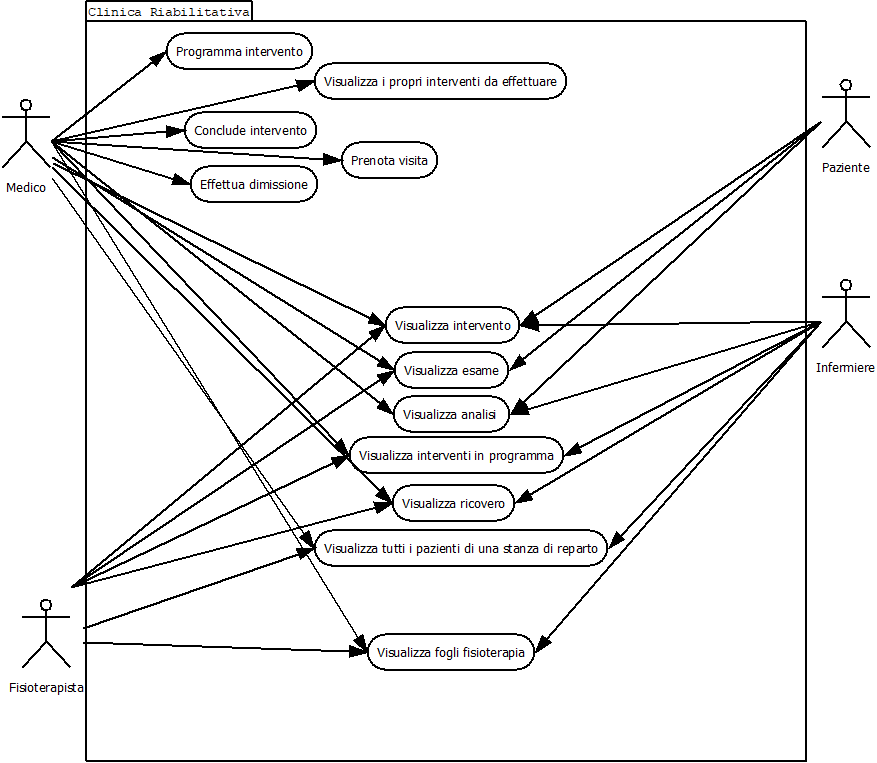 Clinica Riabilitativa
Programma intervento
Visualizza i propri interventi da effettuare
Conclude intervento
Prenota visita
Effettua dimissione
Medico
Paziente
Visualizza intervento
Infermiere
Visualizza esame
Visualizza analisi
Visualizza interventi in programma
Visualizza ricovero
Visualizza tutti i pazienti di una stanza di reparto
Visualizza fogli fisioterapia
Fisioterapista